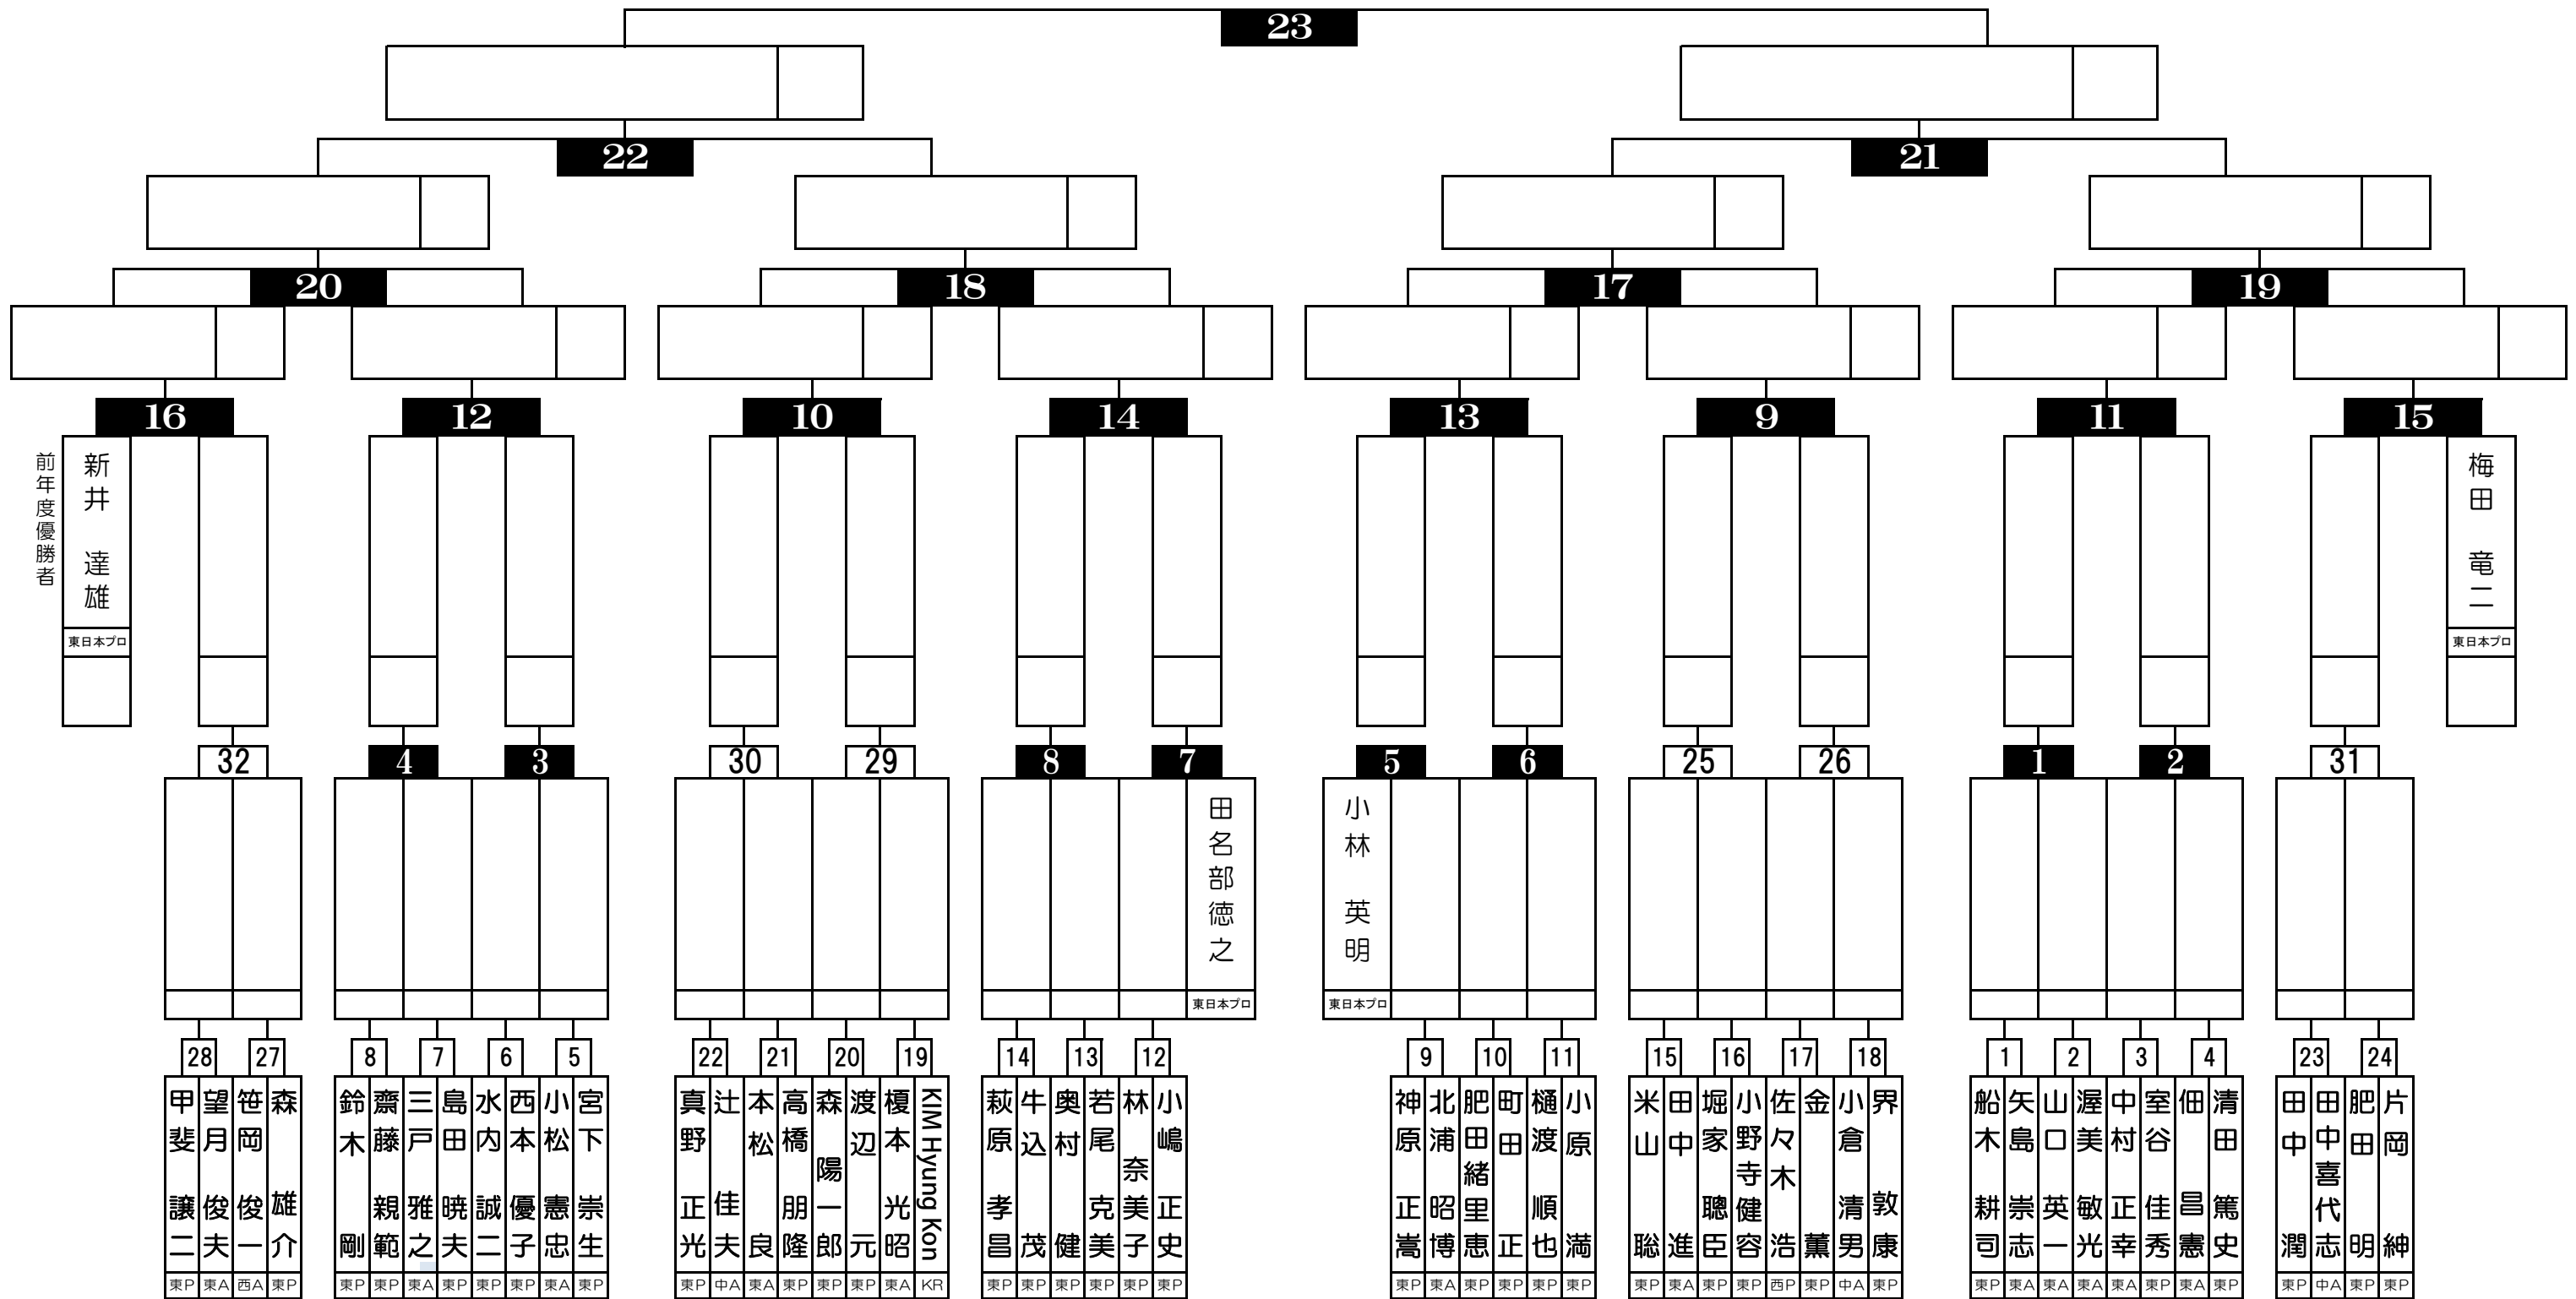 23
22
21
20
18
17
19
16
12
10
14
13
9
11
15
前年度優勝者
新井 達雄
東日本プロ
梅田 竜二
東日本プロ
32
4
3
30
29
8
7
5
6
25
26
1
2
31
田名部徳之
東日本プロ
小林 英明
東日本プロ
28
27
8
7
6
5
22
21
20
19
14
13
12
9
10
11
15
16
17
18
1
2
3
4
23
24
甲斐 譲二
東P
望月 俊夫
東A
笹岡 俊一
西A
森 雄介
東P
鈴木 剛
東P
齋藤 親範
東P
三戸 雅之
東A
島田 暁夫
東P
水内 誠二
東P
西本 優子
東P
小松 憲忠
東A
宮下 崇生
東P
真野 正光
東P
辻 佳夫
中A
本松 良
東A
高橋 朋隆
東P
森 陽一郎
東P
渡辺 元
東P
榎本 光昭
東A
KIM Hyung Kon
KR
萩原 孝昌
東P
牛込 茂
東P
奥村 健
東A
若尾 克美
東P
林 奈美子
東P
小嶋 正史
東P
神原 正嵩
東P
北浦 昭博
東A
肥田緒里恵
東P
町田 正
東P
樋渡 順也
東P
小原 満
東P
米山 聡
東P
田中 進
東A
堀家 聰臣
東P
小野寺健容
東P
佐々木 浩
西P
金 薫
東P
小倉 清男
中A
界 敦康
東P
船木 耕司
東P
矢島 崇志
東A
山口 英一
東A
渥美 敏光
東A
中村 正幸
東A
室谷 佳秀
東P
佃 昌憲
東A
清田 篤史
東P
田中 潤
東P
田中喜代志
中A
肥田 明
東P
片岡 紳
東P